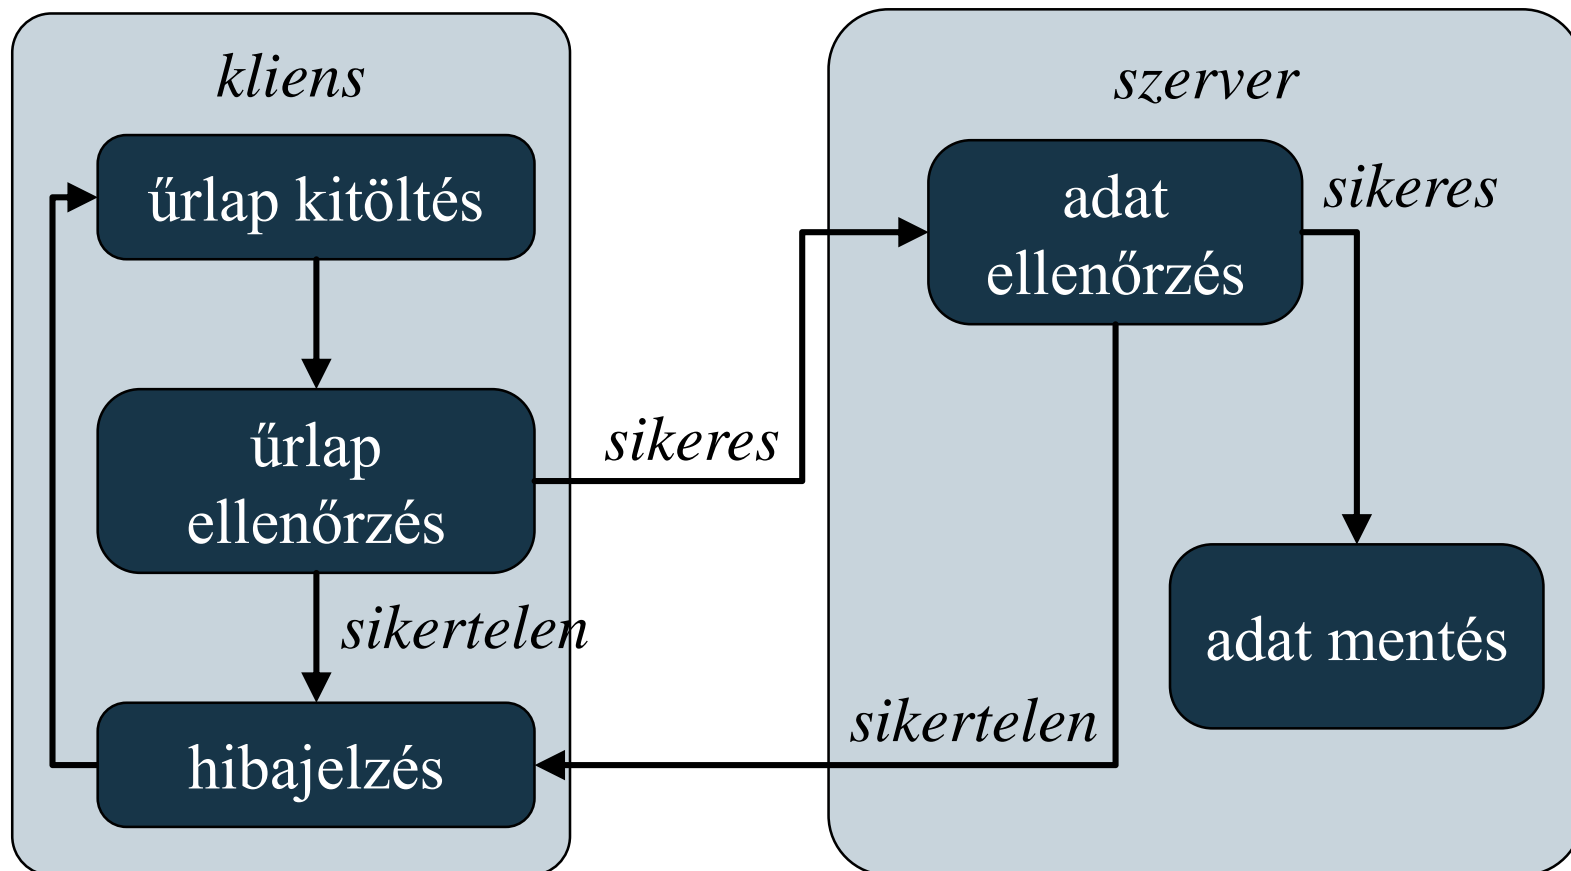 kliens
űrlap kitöltés
űrlap
ellenőrzés
sikertelen
hibajelzés
sikeres
szerver
adat
ellenőrzés
sikeres
adat mentés
sikertelen